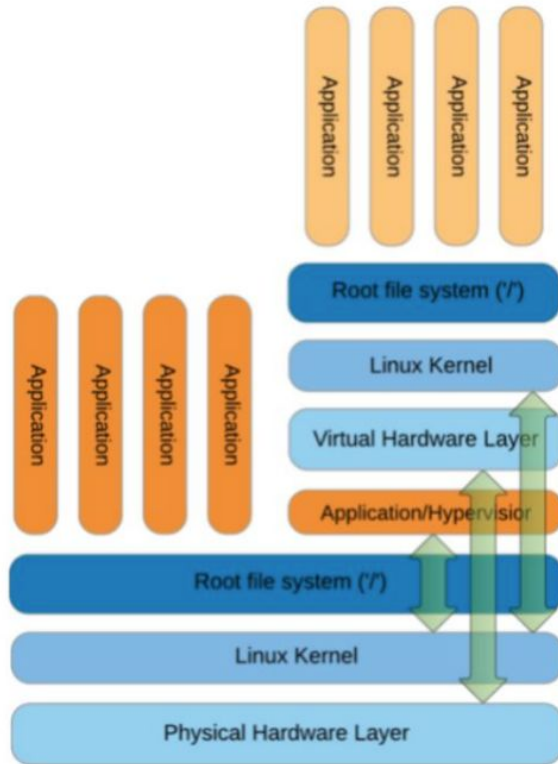 Application
Application
Application
Application
Root file system ('/')
Linux Kernel
Virtual Hardware Layer
Application/Hypervisior
Application
Application
Application
Application
Root file system ('/')
Linux Kernel
Physical Hardware Layer